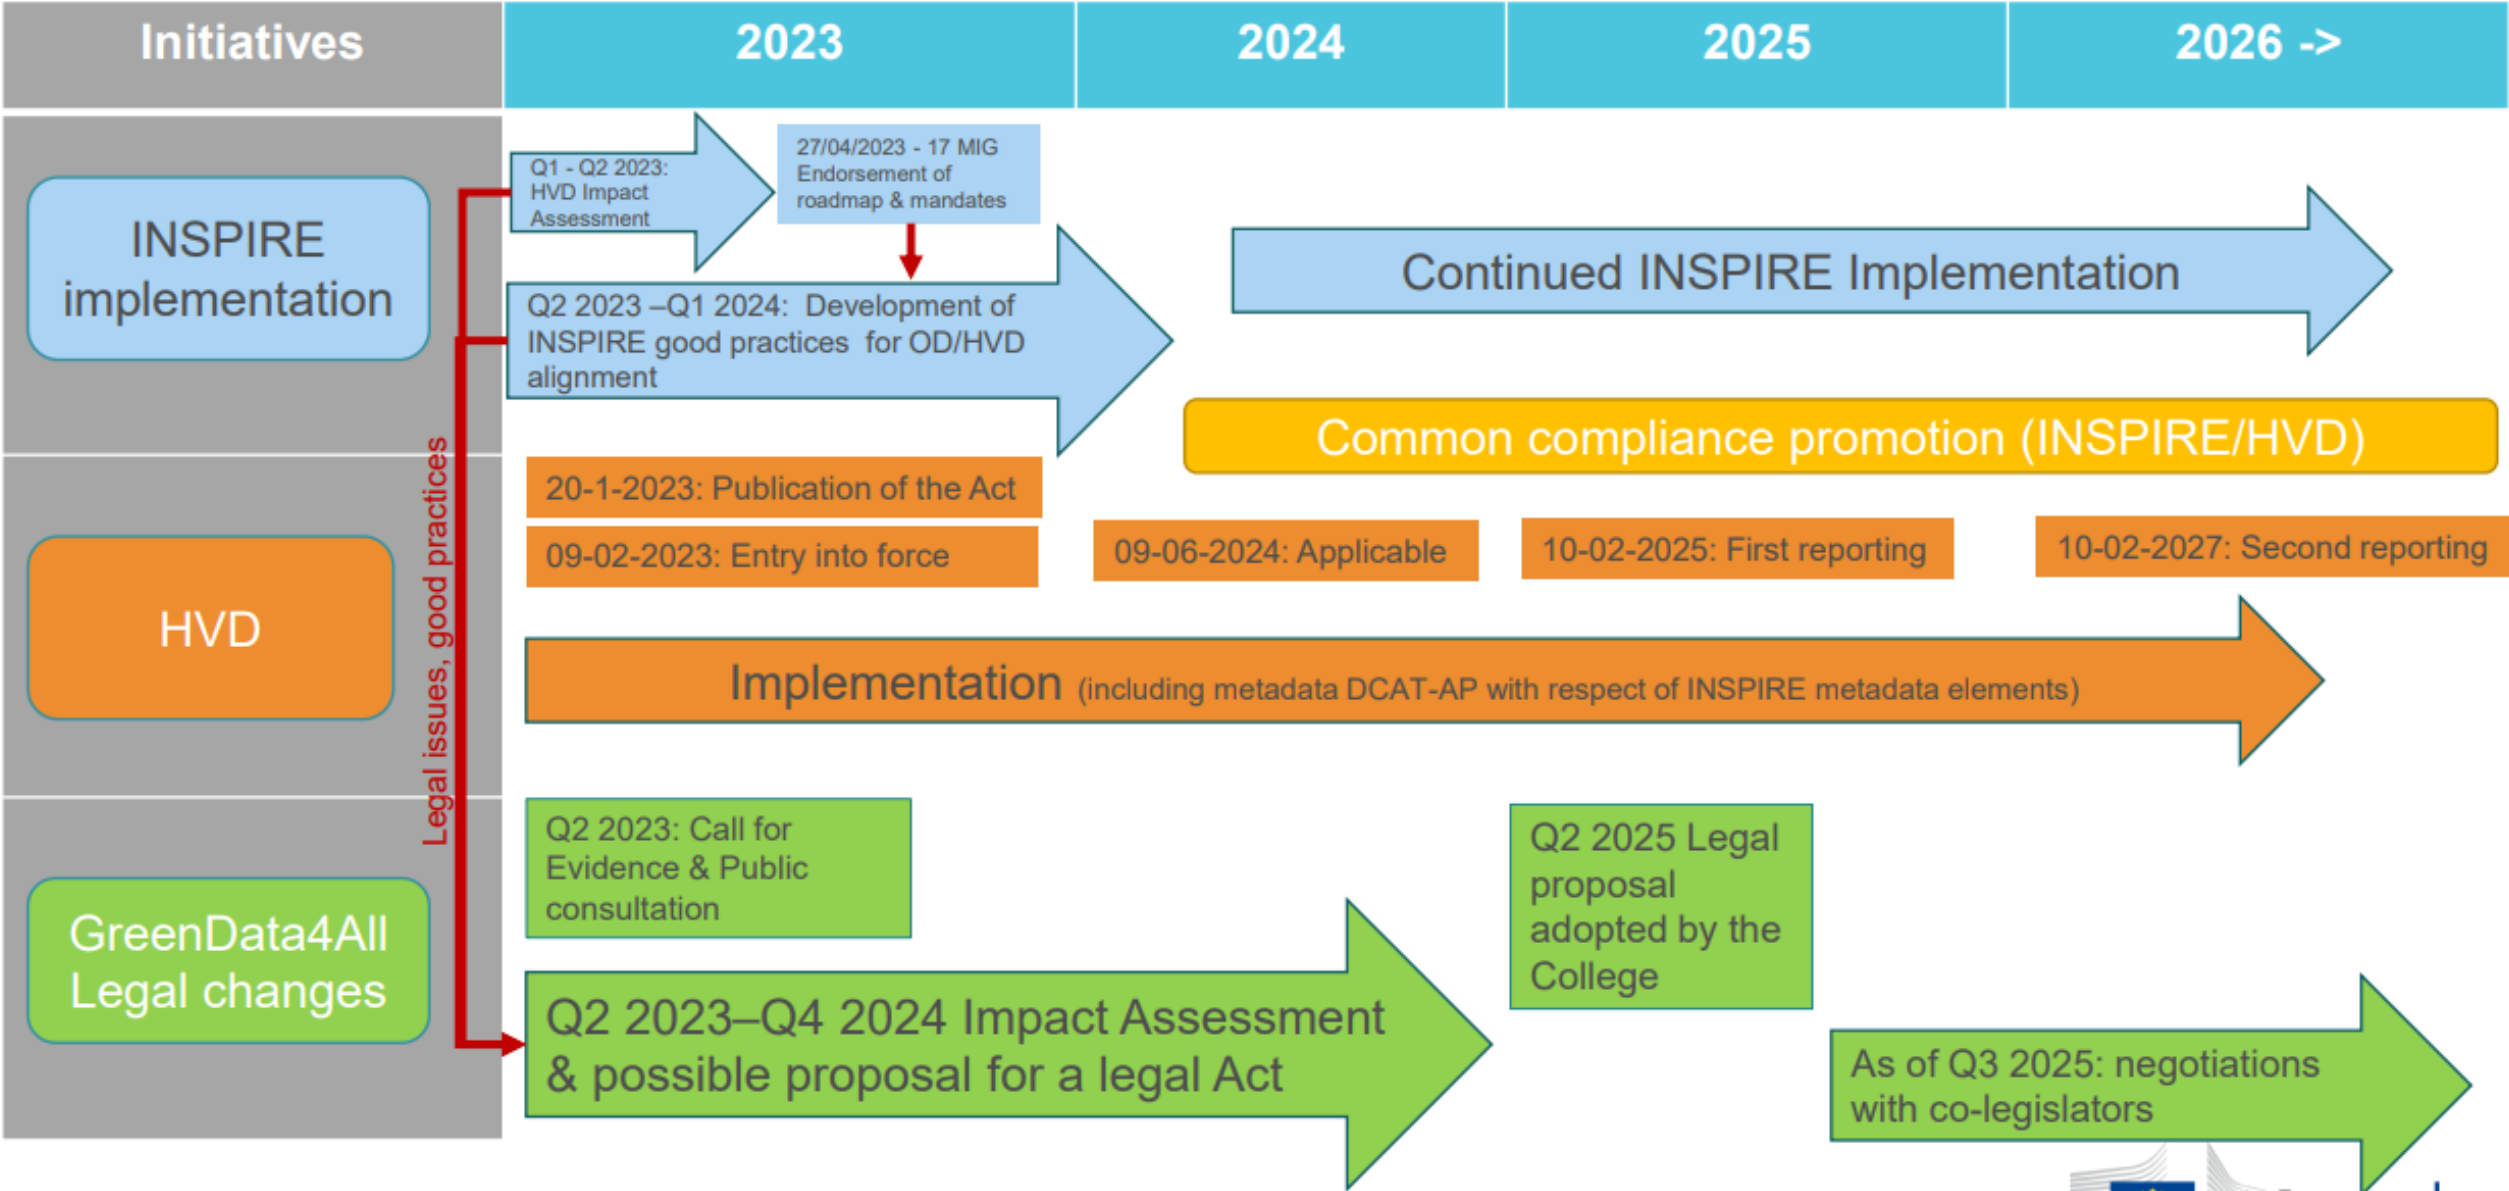 Initiatives
2023
2024
2025
2026 ->
INSPIRE
implementation
Q1 - Q2 2023:
HVD Impact
Assessment
27/04/2023 - 17 MIG
Endorsement of
roadmap & mandates
Q2 2023 –Q1 2024: Development of
INSPIRE good practices for OD/HVD
alignment
Continued INSPIRE Implementation
Common compliance promotion (INSPIRE/HVD)
Legal issues, good practices
HVD
20-1-2023: Publication of the Act
09-02-2023: Entry into force
09-06-2024: Applicable
10-02-2025: First reporting
10-02-2027: Second reporting
Implementation (including metadata DCAT-AP with respect of INSPIRE metadata elements)
GreenData4All
Legal changes
Q2 2023: Call for
Evidence & Public
consultation
Q2 2023–Q4 2024 Impact Assessment
& possible proposal for a legal Act
Q2 2025 Legal
proposal
adopted by the
College
As of Q3 2025: negotiations
with co-legislators